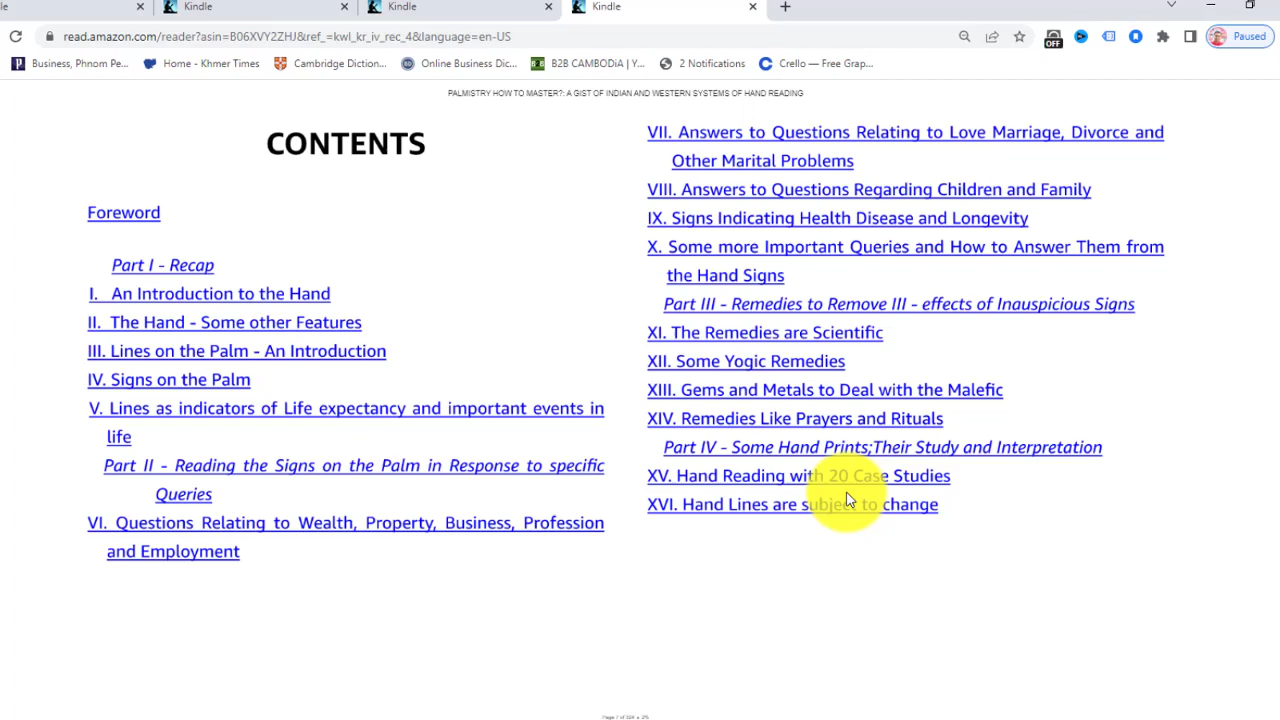 le
Kindle
Kindle
Kindle
read.amazon.com/reader?asin=B06XVY2ZHJ&ref_=kwl_kr_iv_rec_4&language=en-US
OFF
Paused
Business, Phnom Pe...
Home - Khmer Times
Cambridge Diction...
Online Business Dic...
B2B CAMBODiA | Y...
2 Notifications
Crello — Free Grap...
PALMISTRY HOW TO MASTER?: A GIST OF INDIAN AND WESTERN SYSTEMS OF HAND READING
CONTENTS
Foreword
Part I - Recap
I. An Introduction to the Hand
II. The Hand - Some other Features
III. Lines on the Palm - An Introduction
IV. Signs on the Palm
V. Lines as indicators of Life expectancy and important events in
life
Part II - Reading the Signs on the Palm in Response to specific
Queries
VI. Questions Relating to Wealth, Property, Business, Profession
and Employment
VII. Answers to Questions Relating to Love Marriage, Divorce and
Other Marital Problems
VIII. Answers to Questions Regarding Children and Family
IX. Signs Indicating Health Disease and Longevity
X. Some more Important Queries and How to Answer Them from
the Hand Signs
Part III - Remedies to Remove III - effects of Inauspicious Signs
XI. The Remedies are Scientific
XII. Some Yogic Remedies
XIII. Gems and Metals to Deal with the Malefic
XIV. Remedies Like Prayers and Rituals
Part IV - Some Hand Prints;Their Study and Interpretation
XV. Hand Reading with 20 Case Studies
XVI. Hand Lines are subject to change